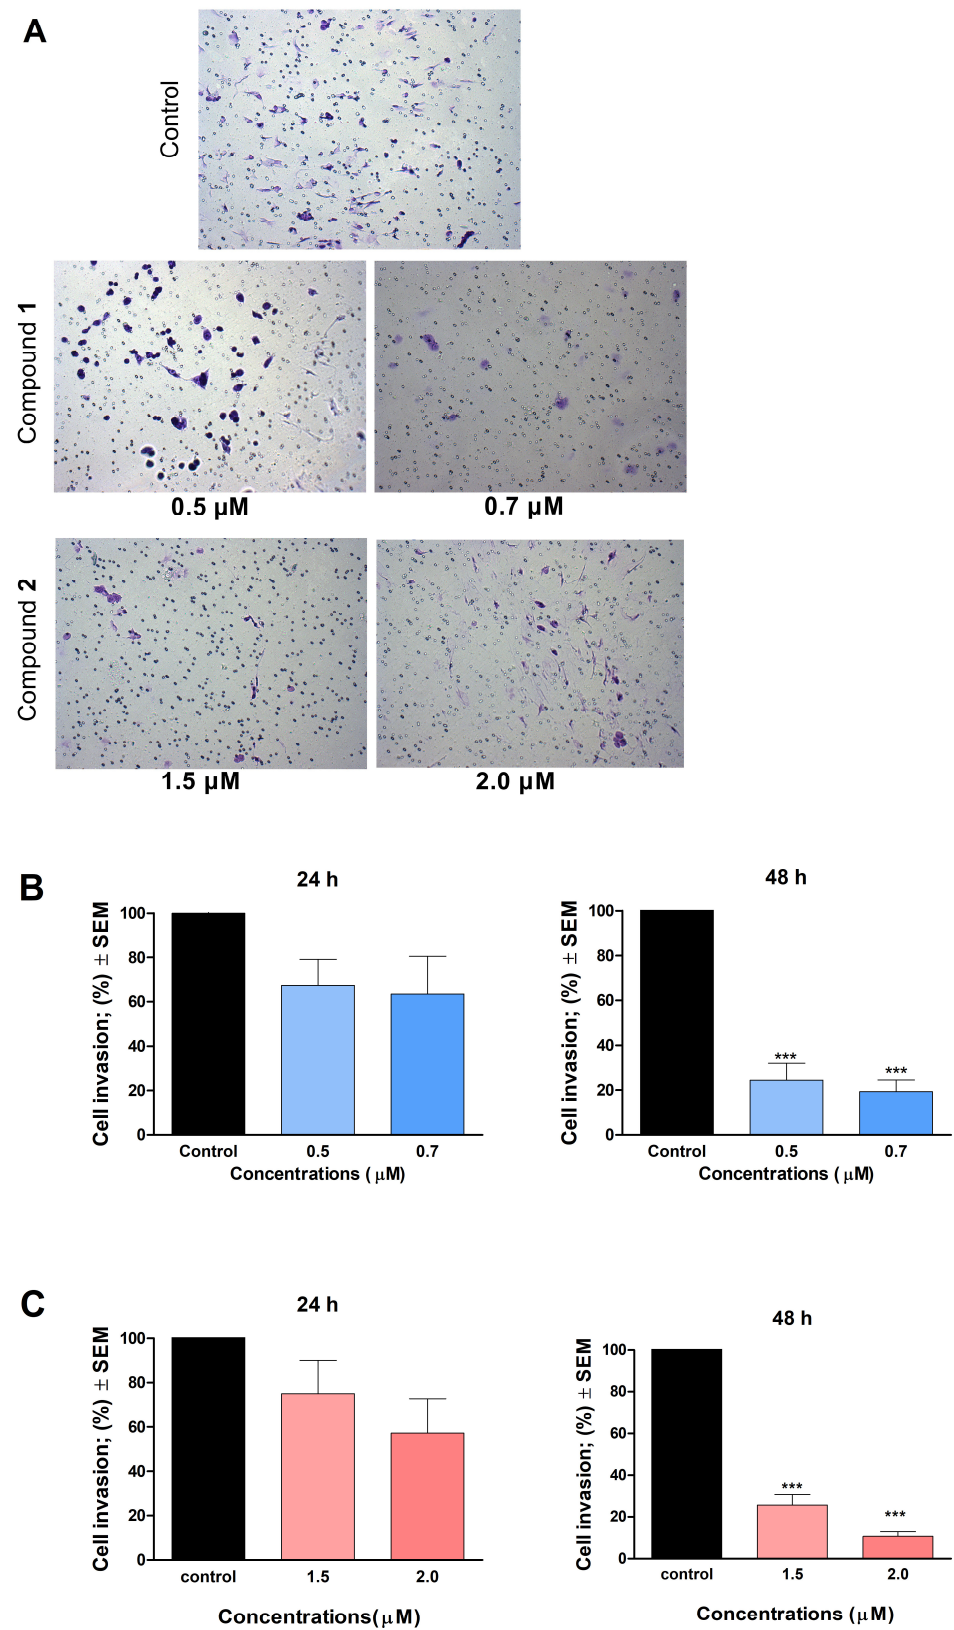 A
Control
Compound 1
0.5 µM
0.7 µM
Compound 2
1.5 µM
2.0 µM
B
24 h
Cell invasion; (%) ± SEM
100
80
60
40
20
0
Control
0.5
0.7
Concentrations ( µM)
48 h
Cell invasion; (%) ± SEM
100
80
60
40
20
0
***
***
Control
0.5
0.7
Concentrations ( µM)
C
24 h
Cell invasion; (%) ± SEM
100
80
60
40
20
0
control
1.5
2.0
Concentrations(µM)
48 h
Cell invasion; (%) ± SEM
100
80
60
40
20
0
***
***
control
1.5
2.0
Concentrations (µM)